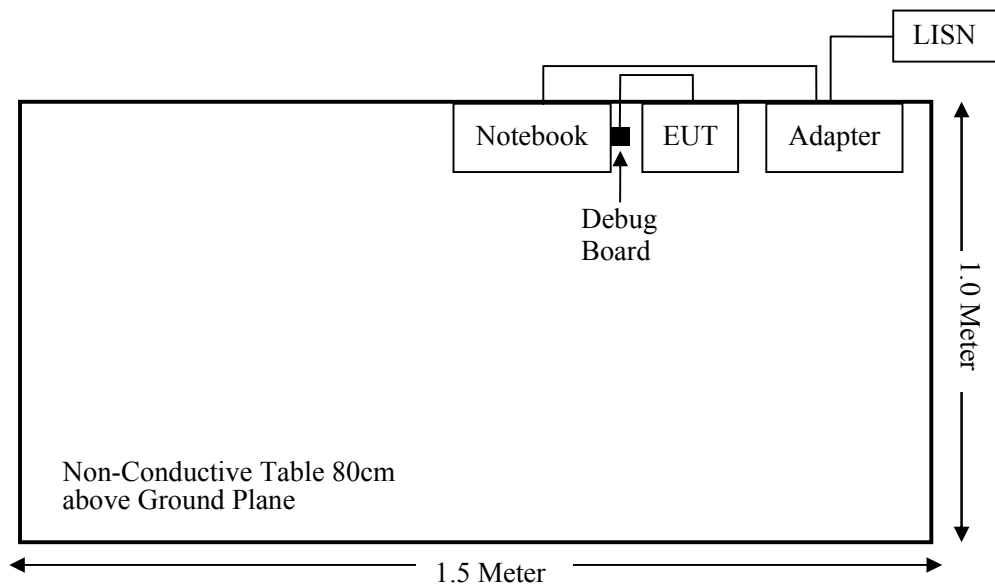 LISN
Notebook
EUT
Adapter
Debug
Board
1.0 Meter
Non-Conductive Table 80cm
above Ground Plane
1.5 Meter